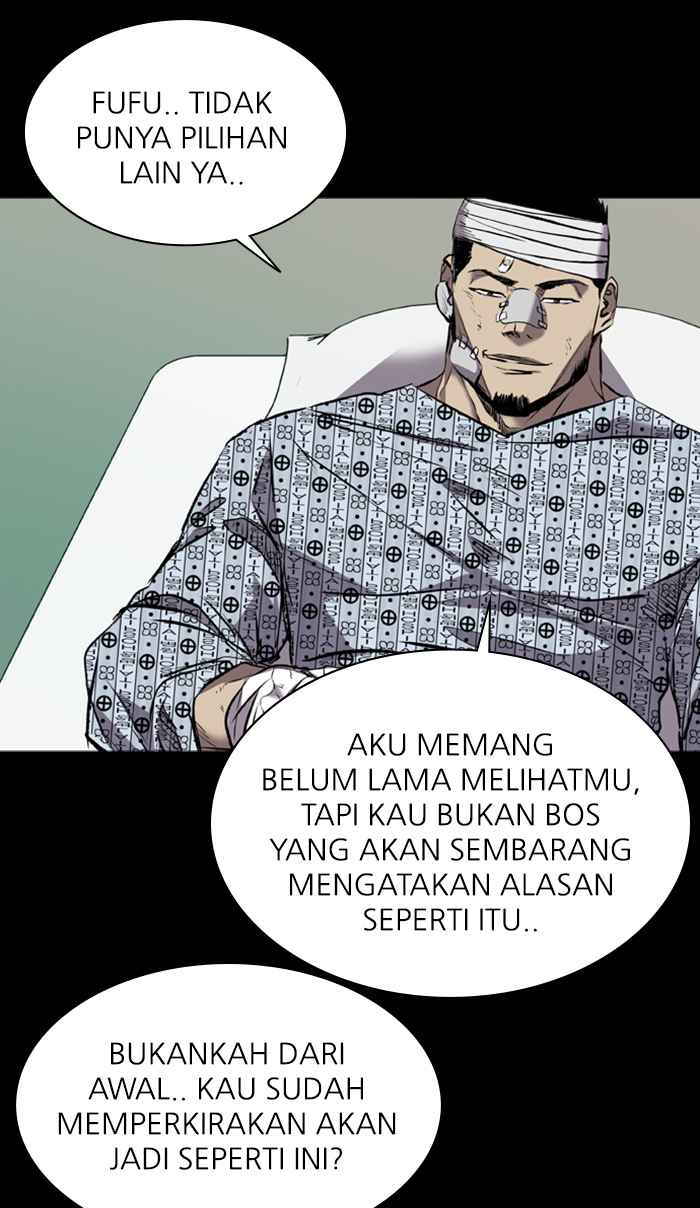 FUFU.. TIDAK
PUNYA PILIHAN
LAIN YA..
AKU MEMANG
BELUM LAMA MELIHATMU,
TAPI KAU BUKAN BOS
YANG AKAN SEMBARANG
MENGATAKAN ALASAN
SEPERTI ITU..
BUKANKAH DARI
AWAL.. KAU SUDAH
MEMPERKIRAKAN AKAN
JADI SEPERTI INI?